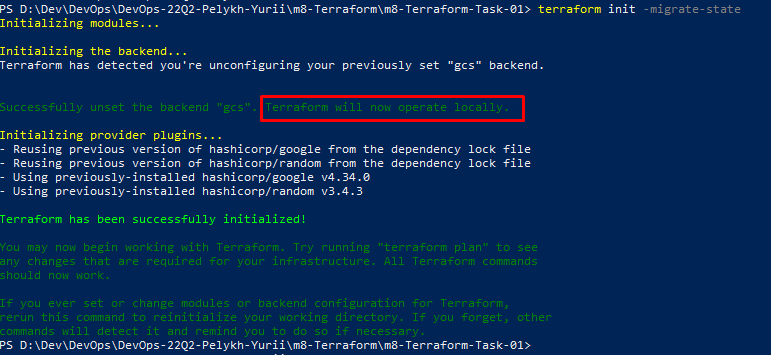 PS D:\Dev\DevOps\DevOps-22Q2-Pelykh-Yurii\m8-Terraform\m8-Terraform-Task-01> terraform init -migrate-state
Initializing modules...
Initializing the backend...
Terraform has detected you're unconfiguring your previously set "gcs" backend.
Successfully unset the backend "gcs". Terraform will now operate locally.
Initializing provider plugins...
- Reusing previous version of hashicorp/google from the dependency lock file
- Reusing previous version of hashicorp/random from the dependency lock file
- Using previously-installed hashicorp/google v4.34.0
- Using previously-installed hashicorp/random v3.4.3
Terraform has been successfully initialized!
You may now begin working with Terraform. Try running "terraform plan" to see
any changes that are required for your infrastructure. All Terraform commands
should now work.
If you ever set or change modules or backend configuration for Terraform,
rerun this command to reinitialize your working directory. If you forget, other
commands will detect it and remind you to do so if necessary.
PS D:\Dev\DevOps\DevOps-22Q2-Pelykh-Yurii\m8-Terraform\m8-Terraform-Task-01>